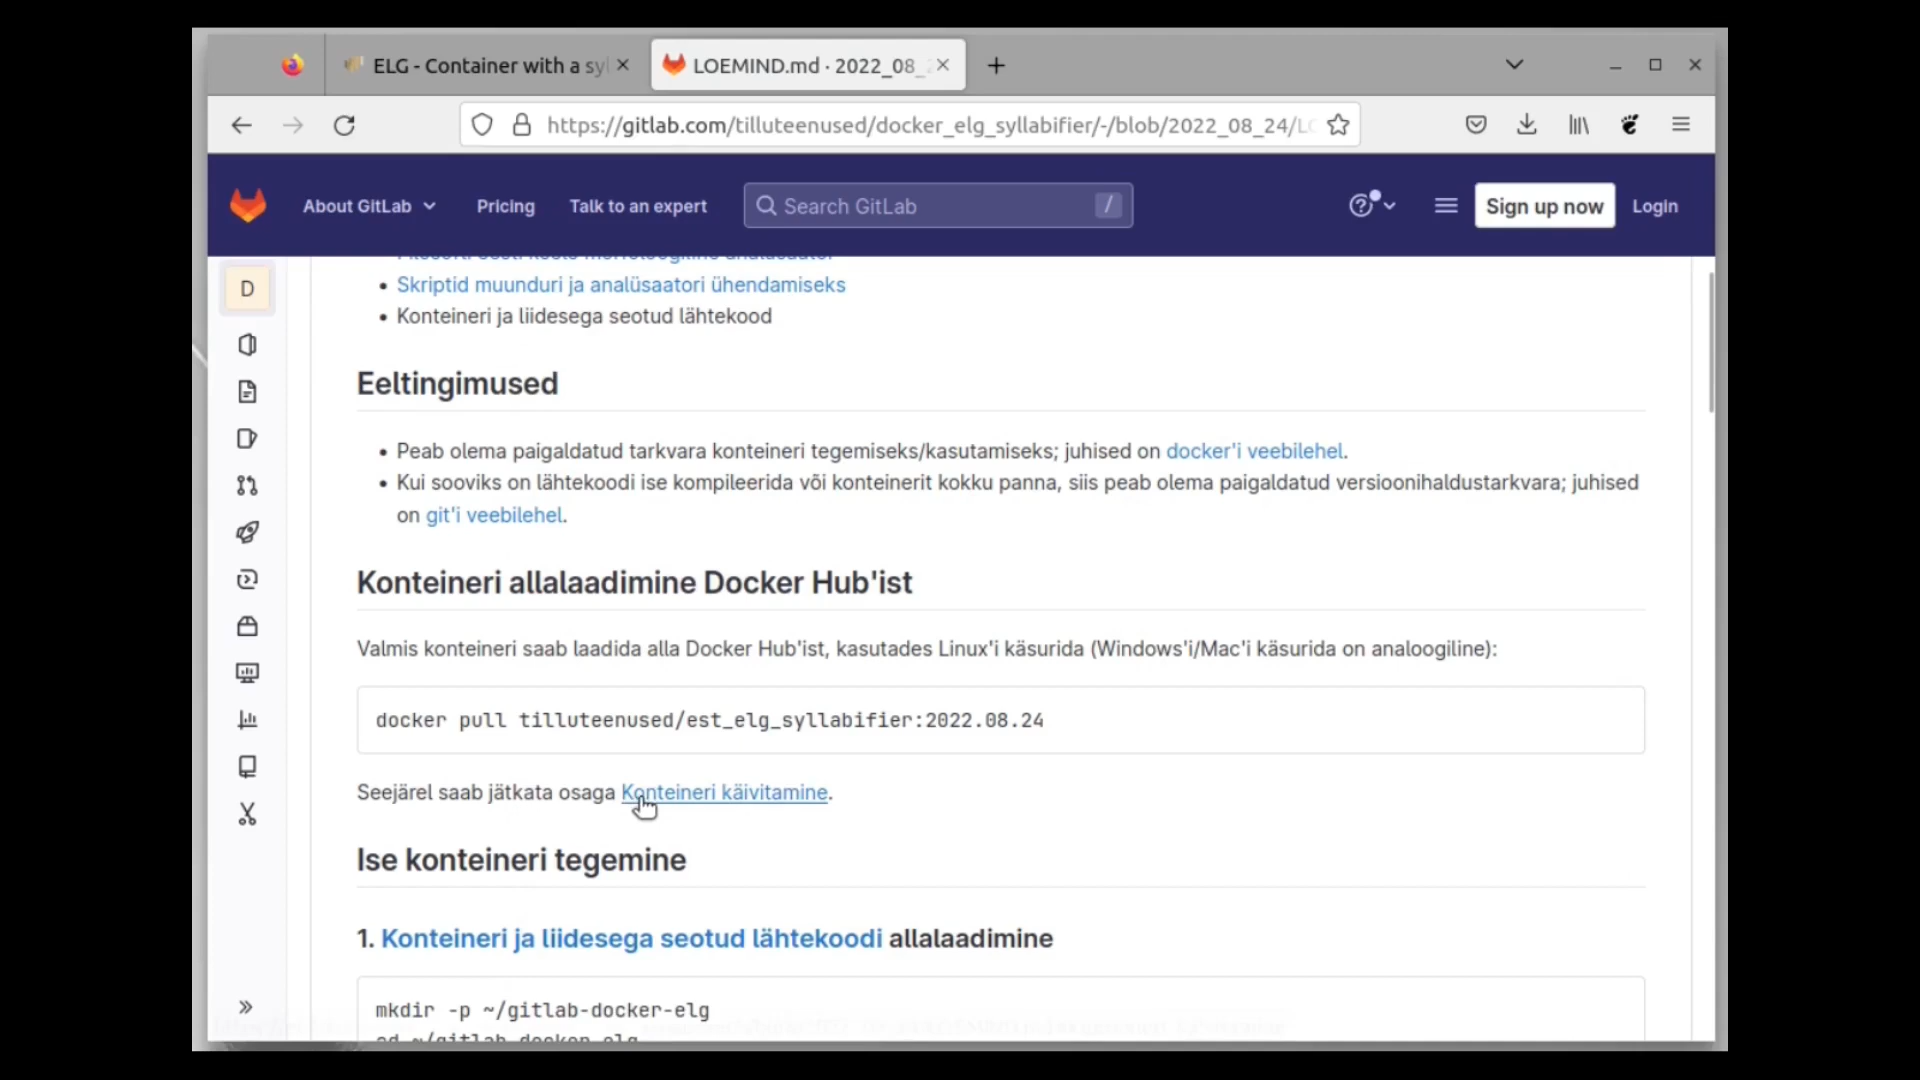 ELG - Container with a syl
LOEMIND.md · 2022_08_
https://gitlab.com/tilluteenused/docker_elg_syllabifier/-/blob/2022_08_24/LO
About GitLab
Pricing
Talk to an expert
Search GitLab
/
Sign up now
Login
D
Skriptid muunduri ja analüsaatori ühendamiseks
Konteineri ja liidesega seotud lähtekood
Eeltingimused
Peab olema paigaldatud tarkvara konteineri tegemiseks/kasutamiseks; juhised on docker'i veebilehel.
Kui sooviks on lähtekoodi ise kompileerida või konteinerit kokku panna, siis peab olema paigaldatud versioonihaldustarkvara; juhised
on git'i veebilehel.
Konteineri allalaadimine Docker Hub'ist
Valmis konteineri saab laadida alla Docker Hub'ist, kasutades Linux'i käsurida (Windows'i/Mac'i käsurida on analoogiline):
docker pull tilluteenused/est_elg_syllabifier:2022.08.24
Seejärel saab jätkata osaga Konteineri käivitamine.
Ise konteineri tegemine
1. Konteineri ja liidesega seotud lähtekoodi allalaadimine
mkdir -p ~/gitlab-docker-elg
cd ~/gitlab-docker-elg